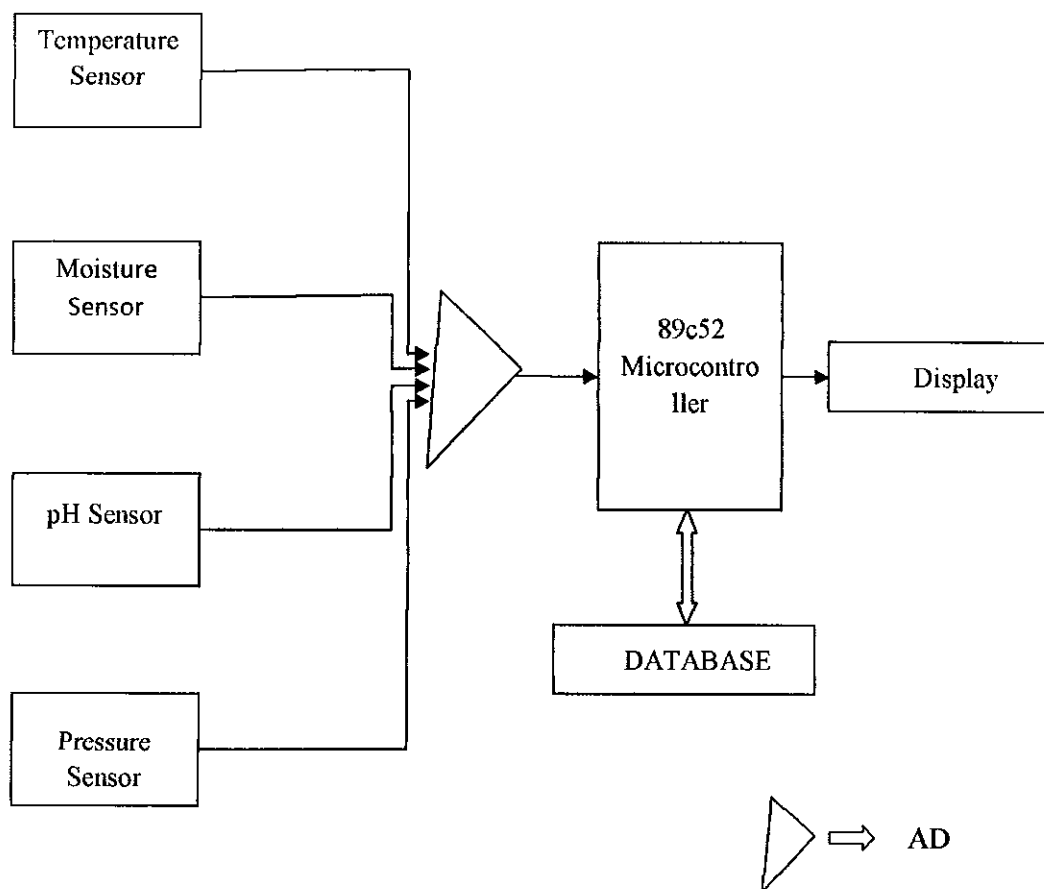 Temperature
Sensor
Moisture
Sensor
pH Sensor
Pressure
Sensor
89c52
Microcontro
ller
Display
DATABASE
AD